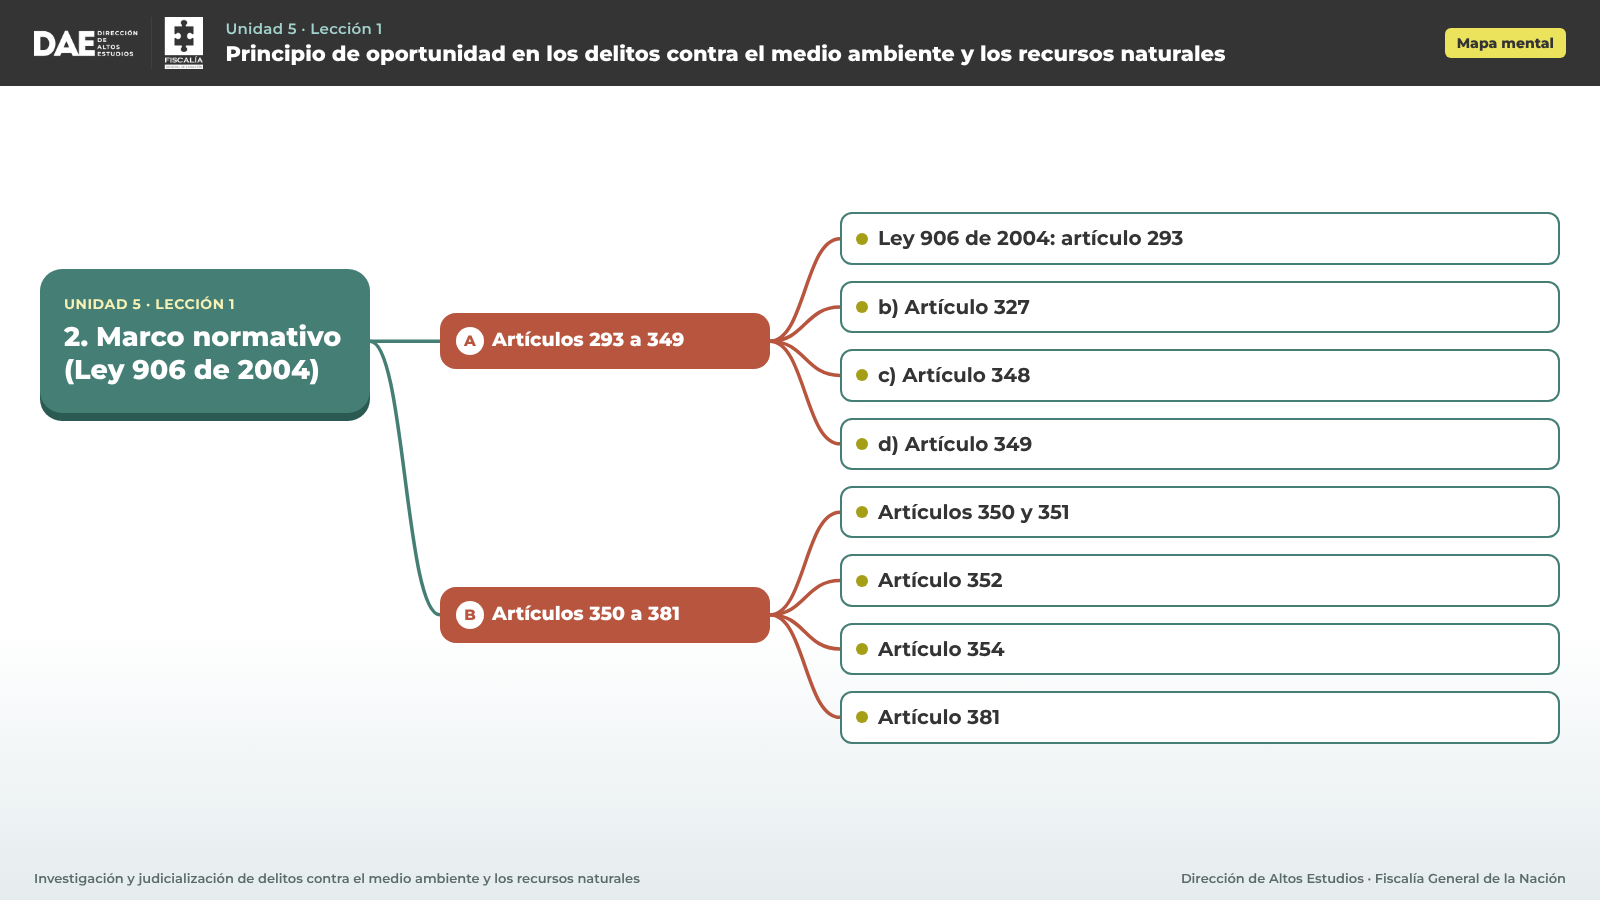 DAE DIRECCIÓN
DE
ALTOS
ESTUDIOS
FISCALÍA
Unidad 5 · Lección 1
Principio de oportunidad en los delitos contra el medio ambiente y los recursos naturales
Mapa mental
UNIDAD 5 · LECCIÓN 1
2. Marco normativo
(Ley 906 de 2004)
A Artículos 293 a 349
Ley 906 de 2004: artículo 293
b) Artículo 327
c) Artículo 348
d) Artículo 349
B Artículos 350 a 381
Artículos 350 y 351
Artículo 352
Artículo 354
Artículo 381
Investigación y judicialización de delitos contra el medio ambiente y los recursos naturales
Dirección de Altos Estudios · Fiscalía General de la Nación